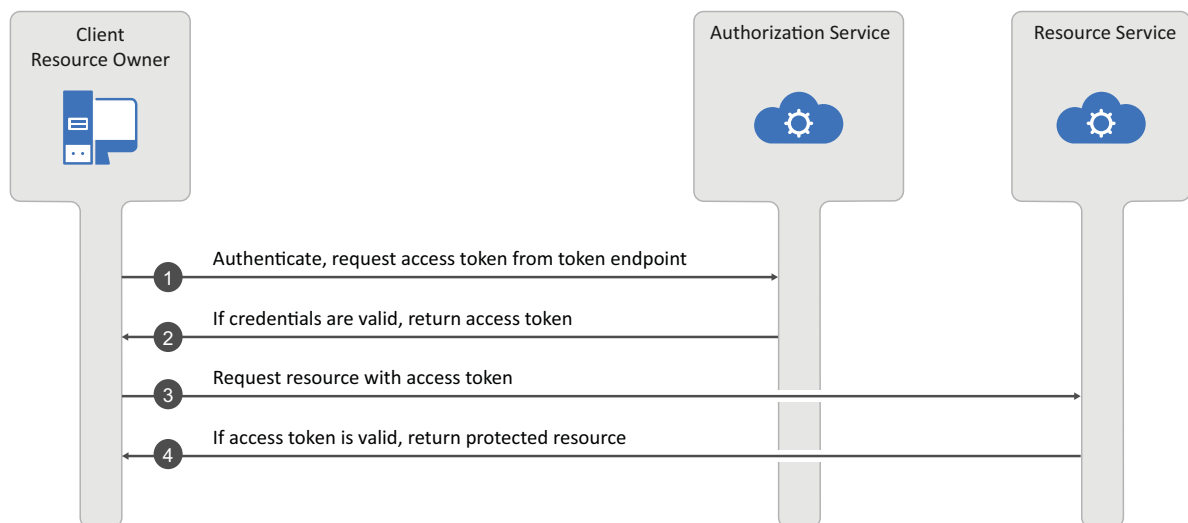 Client
Resource Owner
Authorization Service
Resource Service
Authenticate, request access token from token endpoint
1
If credentials are valid, return access token
2
Request resource with access token
3
If access token is valid, return protected resource
4